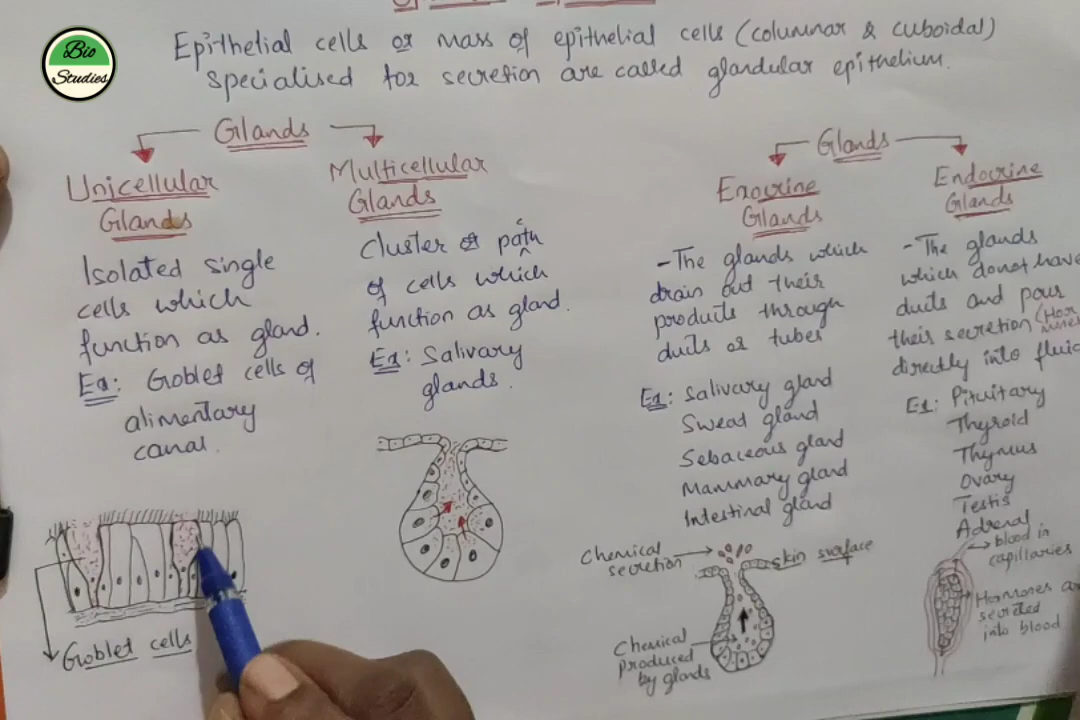 Bio
Studies
Epithelial cells or mass of epithelial cells (columnar & cuboidal)
specialised for secretion are called glandular epithelium.
Glands
Unicellular
Glands
Isolated single
cells which
function as gland.
Ex: Goblet cells of
alimentary
canal.
Goblet cells
Multicellular
Glands
Cluster or patch
of cells which
function as gland.
Ex: Salivary
glands.
Glands
Exocrine
Glands
-The glands which
drain out their
products through
ducts or tubes
Ex: Salivary gland
Sweat gland
Sebaceous gland
Mammary gland
Intestinal gland
Chemical
secretion
skin surface
Chemical
produced
by glands
Endocrine
Glands
-The glands
which donot have
ducts and pour
their secretion
directly into fluid
Ex: Pituitary
Thyroid
Thymus
Ovary
Testis
Adrenal
blood in
capillaries
Hormones
secreted
into blood